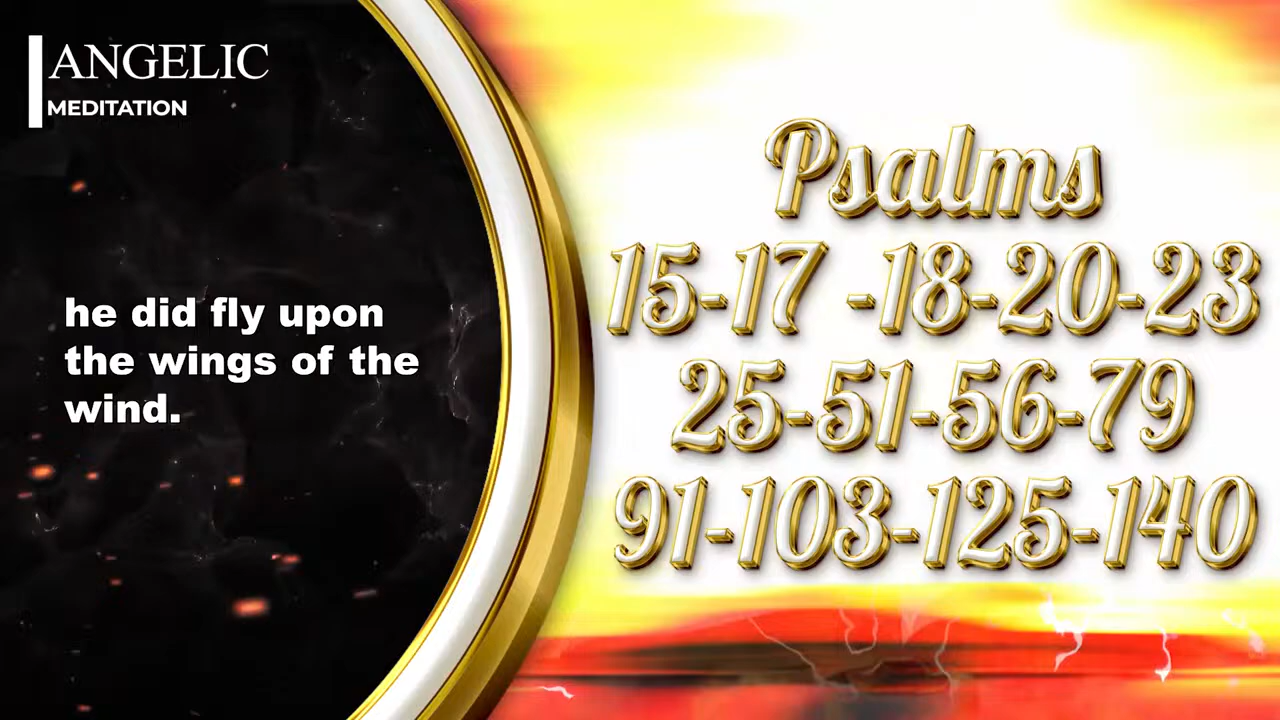 ANGELIC
MEDITATION
he did fly upon
the wings of the
wind.
Psalms
15-17 -18-20-23
25-51-56-79
91-103-125-140